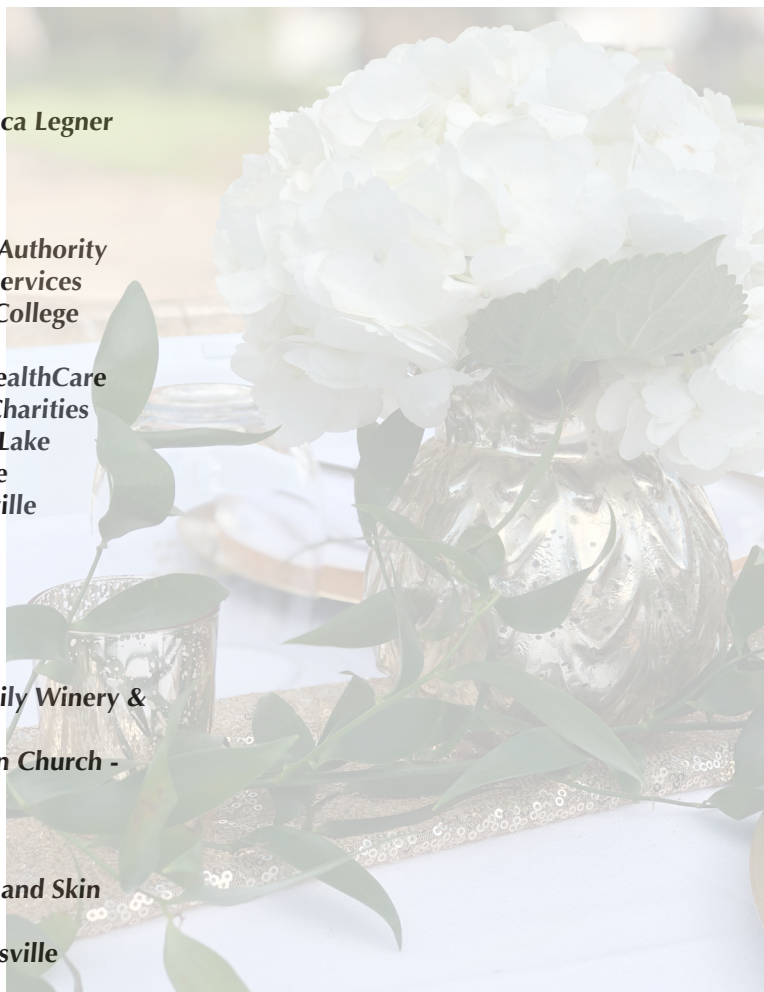 ca Legner
Authority
ervices
College
ealthCare
Charities
Lake
e
ille
ily Winery &
n Church -
and Skin
sville